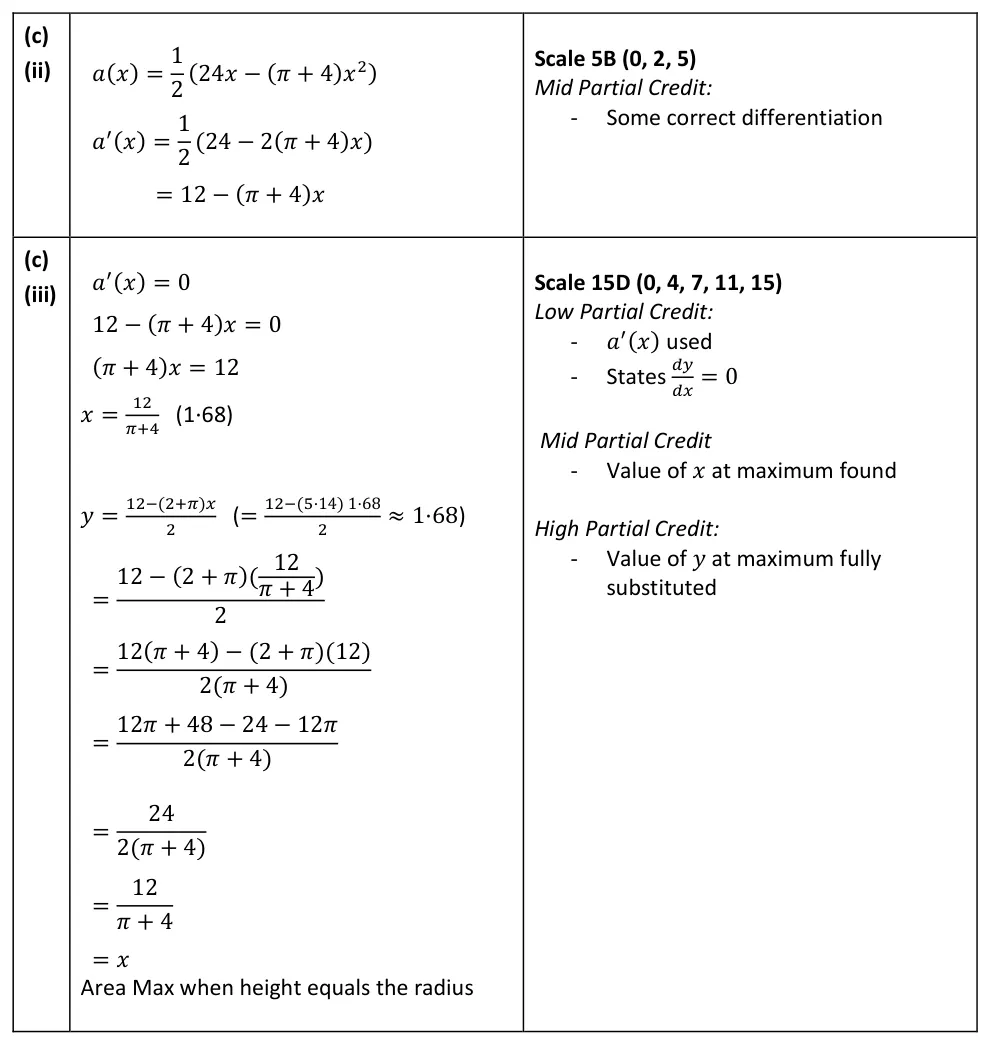 (c)
(ii)
a(x) = 1/2 (24x − (π + 4)x²)
a′(x) = 1/2 (24 − 2(π + 4)x)
= 12 − (π + 4)x
Scale 5B (0, 2, 5)
Mid Partial Credit:
- Some correct differentiation
(c)
(iii)
a′(x) = 0
12 − (π + 4)x = 0
(π + 4)x = 12
x = 12/(π+4) (1·68)
y = (12−(2+π)x)/2 (= (12−(5·14) 1·68)/2 ≈ 1·68)
= (12 − (2 + π)(12/(π + 4)))/2
= (12(π + 4) − (2 + π)(12))/(2(π + 4))
= (12π + 48 − 24 − 12π)/(2(π + 4))
= 24/(2(π + 4))
= 12/(π + 4)
= x
Area Max when height equals the radius
Scale 15D (0, 4, 7, 11, 15)
Low Partial Credit:
- a′(x) used
- States dy/dx = 0
Mid Partial Credit
- Value of x at maximum found
High Partial Credit:
- Value of y at maximum fully
substituted